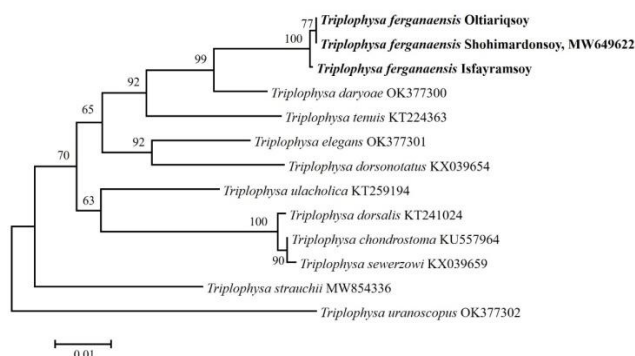 77
Triplophysa ferganaensis Oltiariqsoy
100
Triplophysa ferganaensis Shohimardonsoy, MW649622
Triplophysa ferganaensis Isfayramsoy
99
Triplophysa daryoae OK377300
92
Triplophysa tenuis KT224363
65
Triplophysa elegans OK377301
92
Triplophysa dorsonotatus KX039654
70
Triplophysa ulacholica KT259194
63
Triplophysa dorsalis KT241024
100
Triplophysa chondrostoma KU557964
90
Triplophysa sewerzowi KX039659
Triplophysa strauchii MW854336
Triplophysa uranoscopus OK377302
0.01